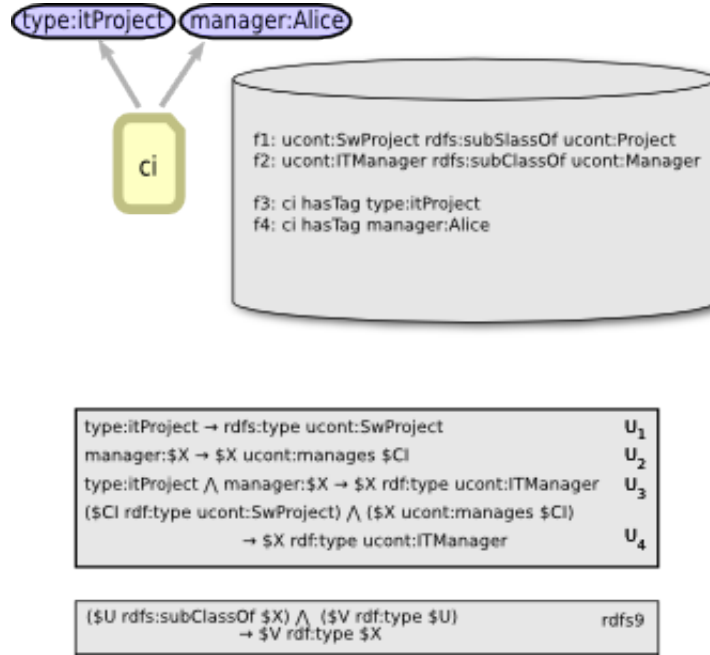 type:itProject manager:Alice
ci
f1: ucont:SwProject rdfs:subSlassOf ucont:Project
f2: ucont:ITManager rdfs:subClassOf ucont:Manager
f3: ci hasTag type:itProject
f4: ci hasTag manager:Alice
type:itProject → rdfs:type ucont:SwProject U1
manager:$X → $X ucont:manages $CI U2
type:itProject ⋀ manager:$X → $X rdf:type ucont:ITManager U3
($CI rdf:type ucont:SwProject) ⋀ ($X ucont:manages $CI)
→ $X rdf:type ucont:ITManager U4
($U rdfs:subClassOf $X) ⋀ ($V rdf:type $U) rdfs9
→ $V rdf:type $X